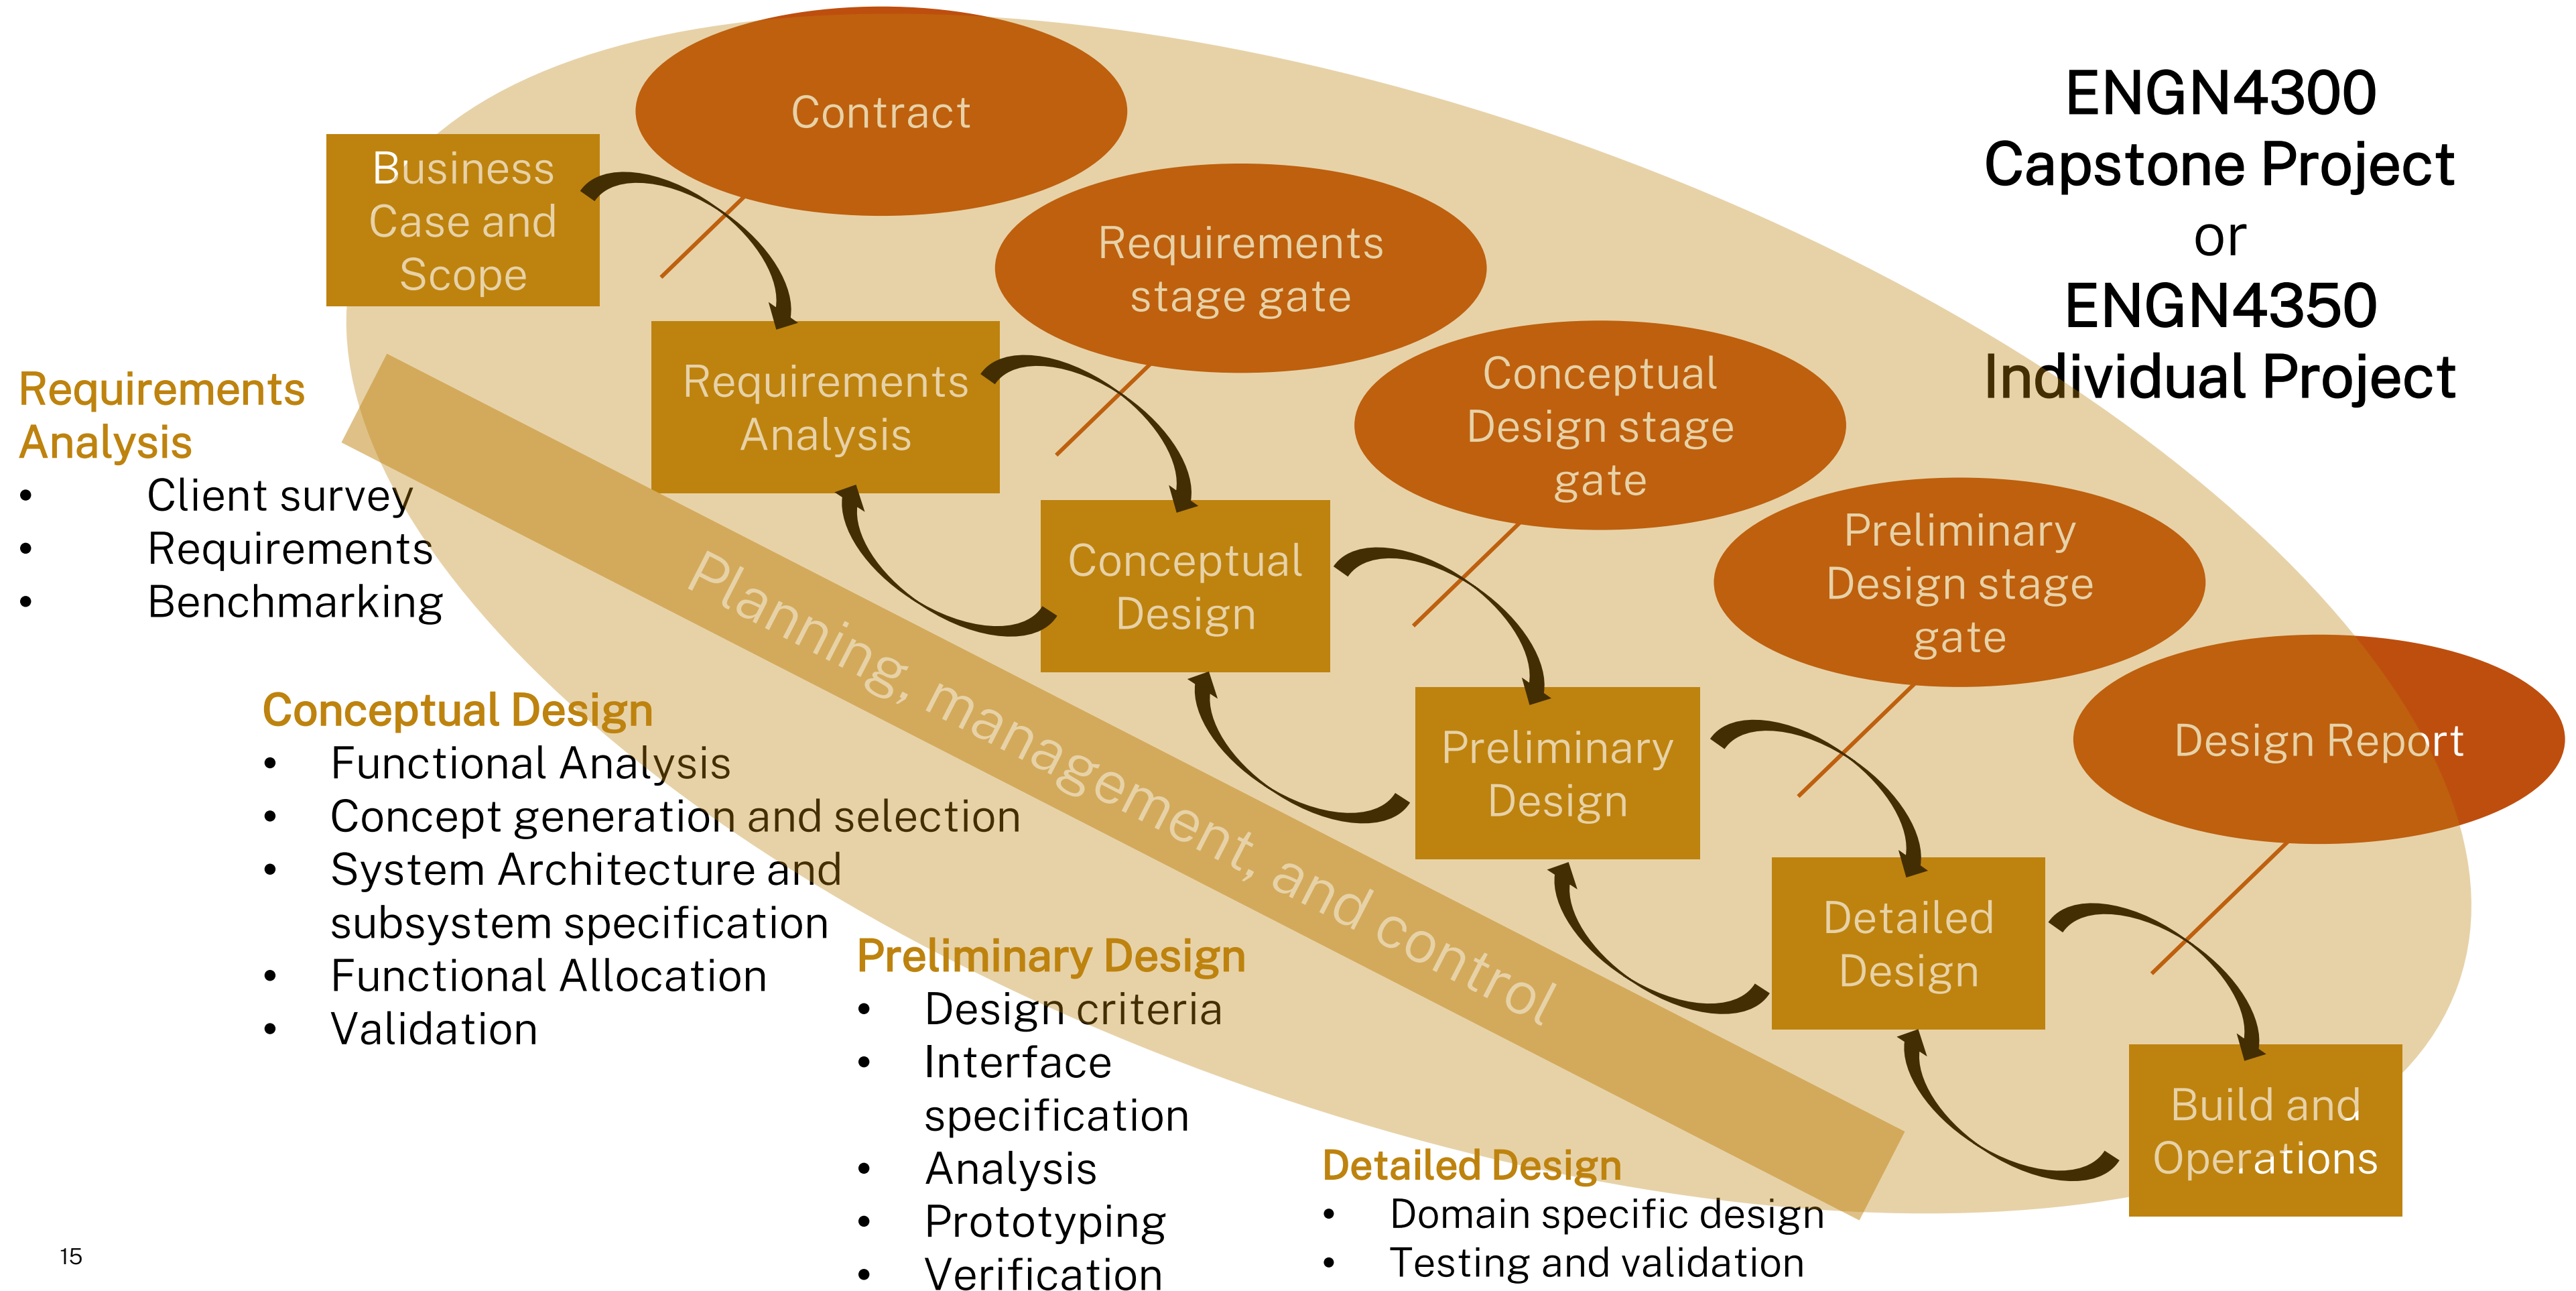 Contract
Business
Case and
Scope
Requirements
stage gate
ENGN4300
Capstone Project
or
ENGN4350
Individual Project
Requirements
Analysis
Conceptual
Design stage
gate
Requirements
Analysis
• Client survey
• Requirements
• Benchmarking
Conceptual
Design
Preliminary
Design stage
gate
Planning, management, and control
Preliminary
Design
Design Report
Conceptual Design
• Functional Analysis
• Concept generation and selection
• System Architecture and
subsystem specification
• Functional Allocation
• Validation
Detailed
Design
Preliminary Design
• Design criteria
• Interface
specification
• Analysis
• Prototyping
• Verification
Build and
Operations
Detailed Design
• Domain specific design
• Testing and validation
15